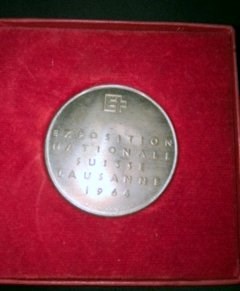 EXPOSITION
NATIONALE
SUISSE
LAUSANNE
1964